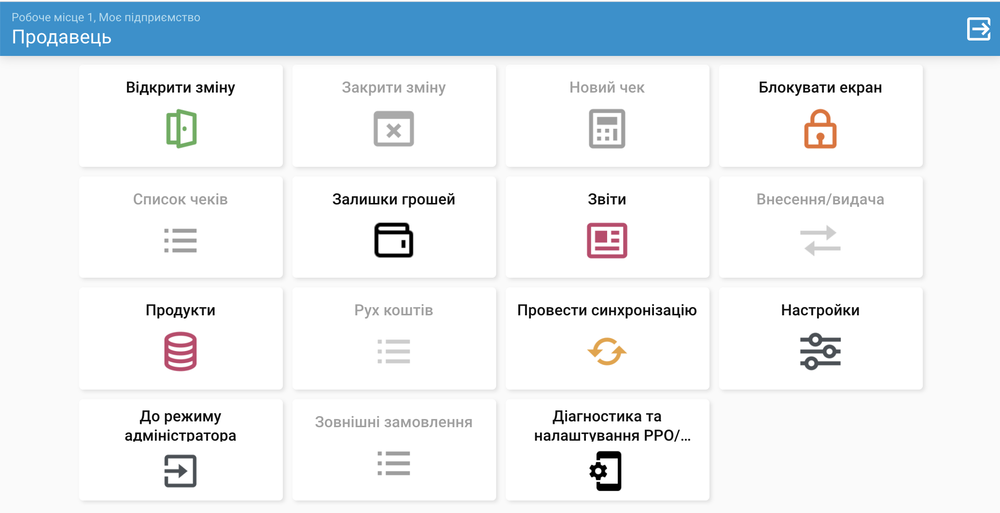 Робоче місце 1, Моє підприємство
Продавець
Відкрити зміну
Закрити зміну
Новий чек
Блокувати екран
Список чеків
Залишки грошей
Звіти
Внесення/видача
Продукти
Рух коштів
Провести синхронізацію
Настройки
До режиму
адміністратора
Зовнішні замовлення
Діагностика та
налаштування РРО/...